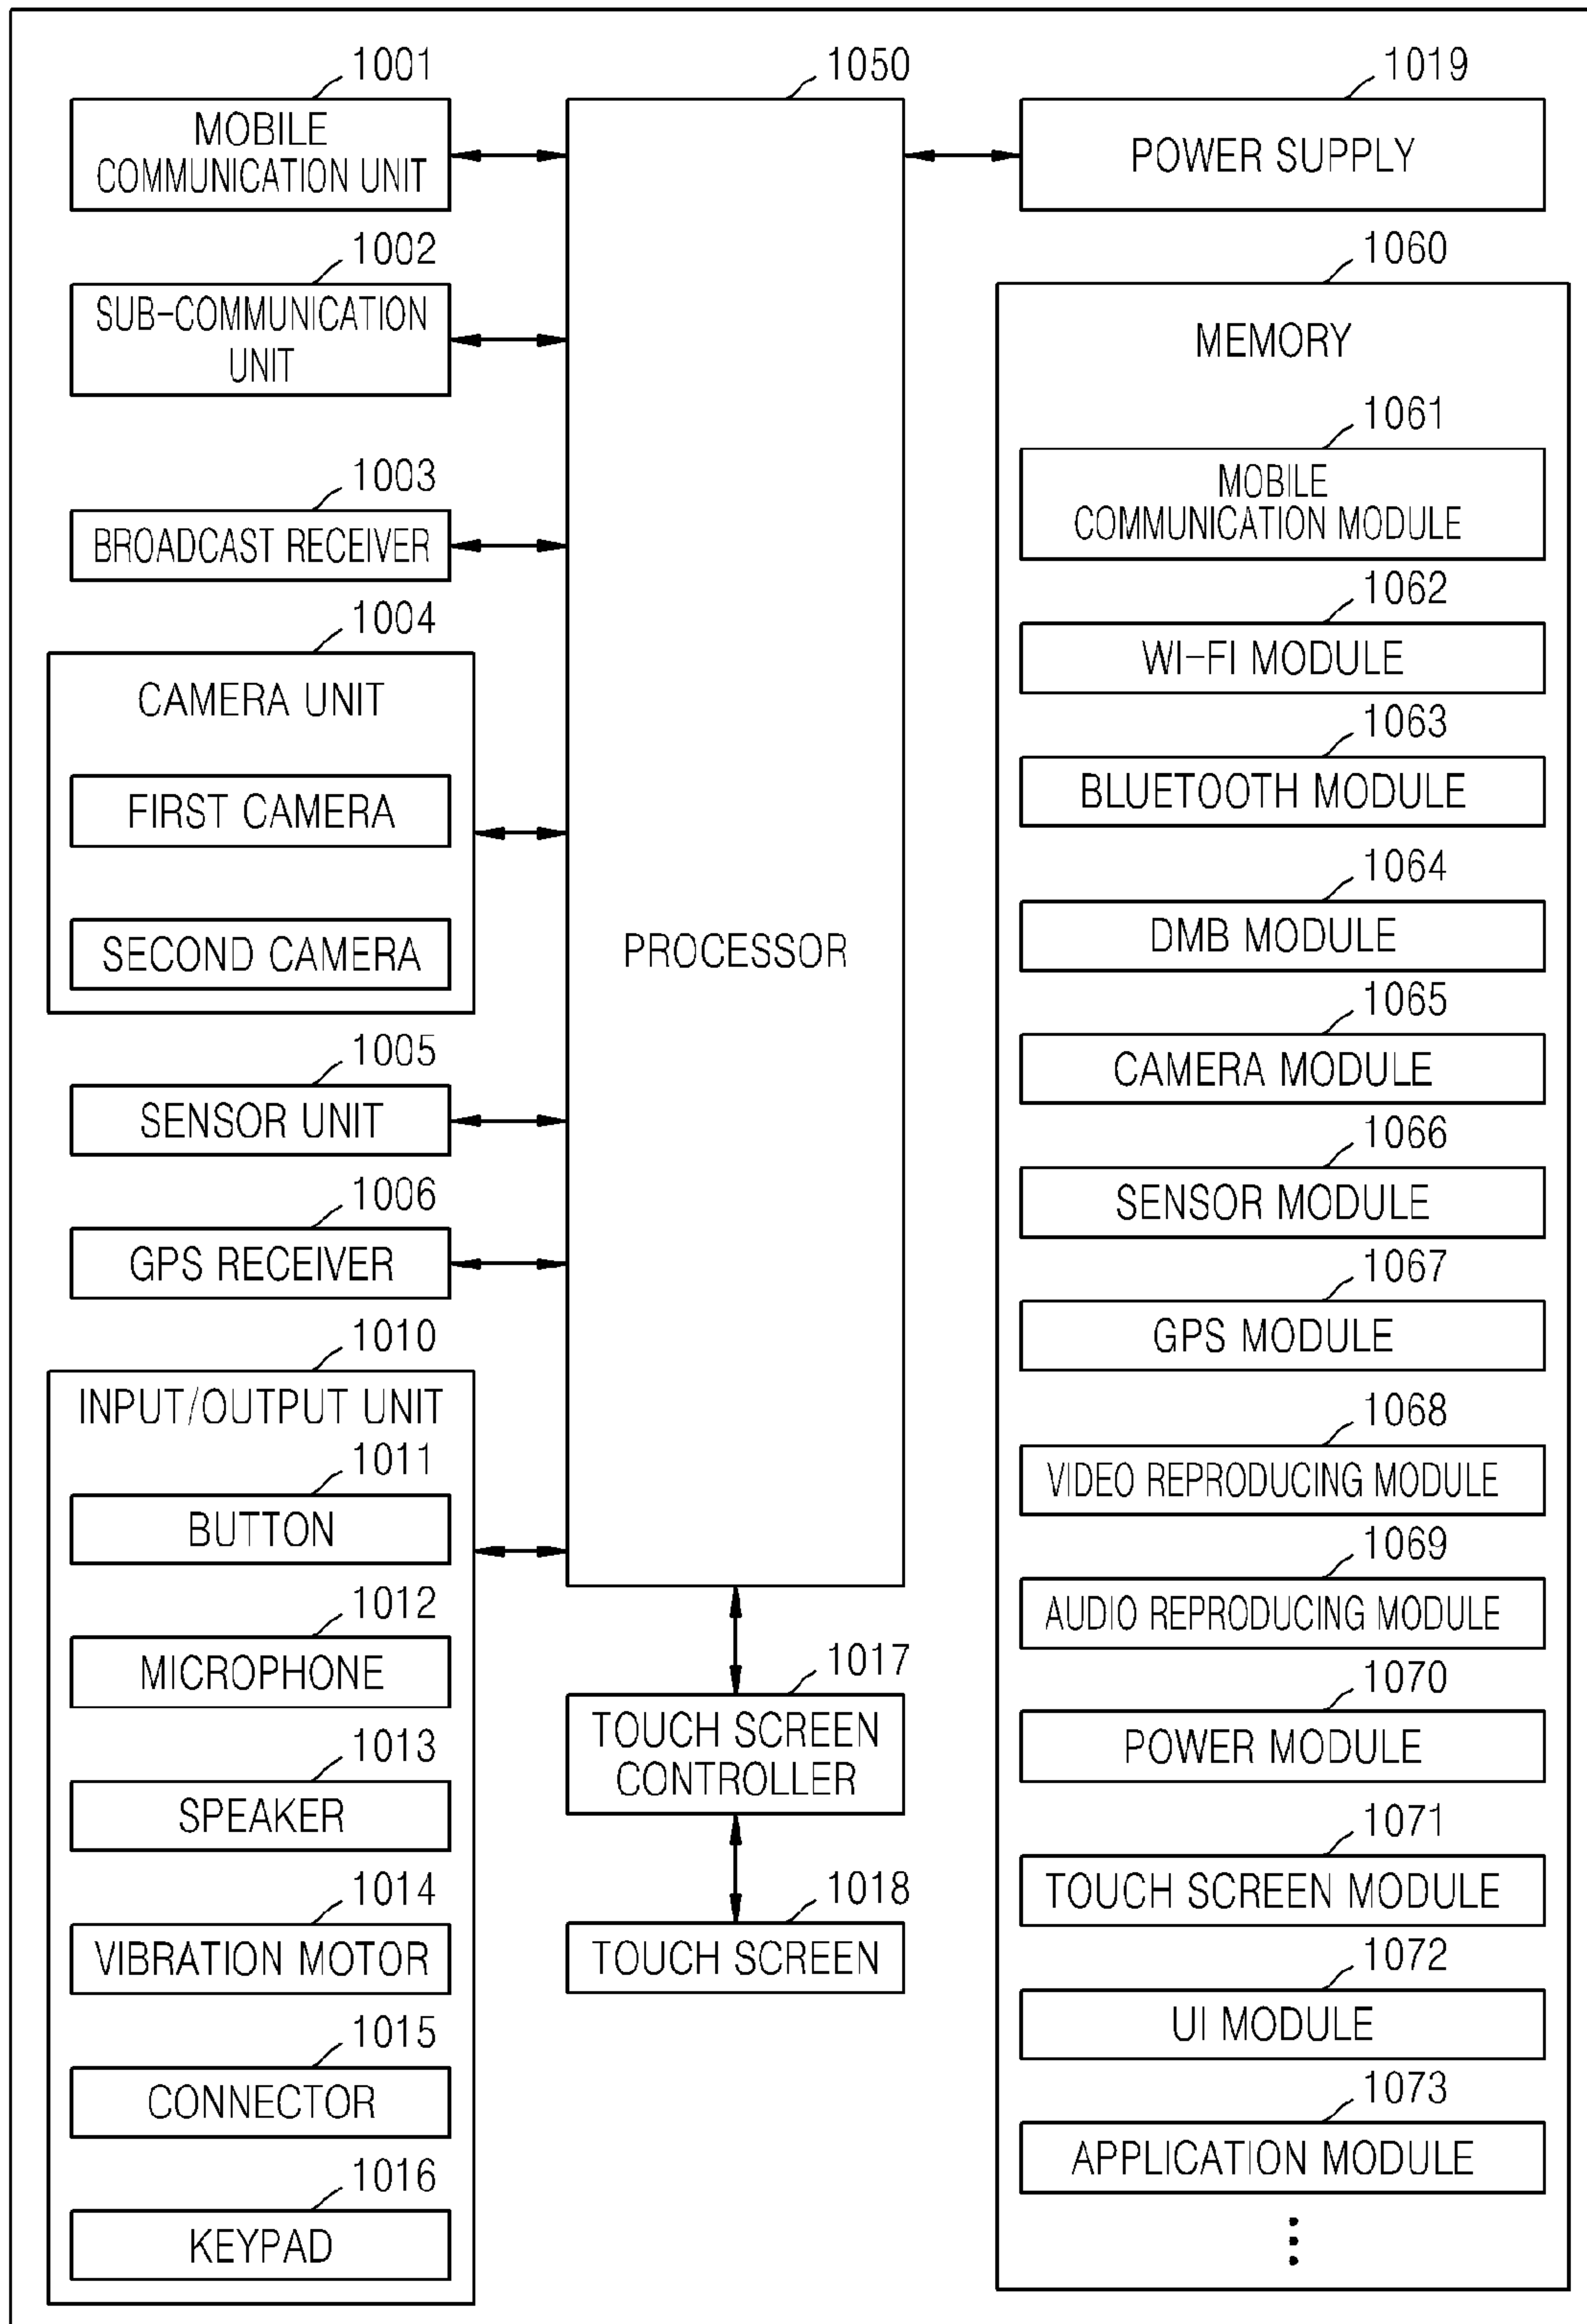 1001
MOBILE
COMMUNICATION UNIT
1002
SUB-COMMUNICATION
UNIT
1003
BROADCAST RECEIVER
1004
CAMERA UNIT
FIRST CAMERA
SECOND CAMERA
1005
SENSOR UNIT
1006
GPS RECEIVER
1010
INPUT/OUTPUT UNIT
1011
BUTTON
1012
MICROPHONE
1013
SPEAKER
1014
VIBRATION MOTOR
1015
CONNECTOR
1016
KEYPAD
1050
PROCESSOR
1017
TOUCH SCREEN
CONTROLLER
1018
TOUCH SCREEN
1019
POWER SUPPLY
1060
MEMORY
1061
MOBILE
COMMUNICATION MODULE
1062
WI-FI MODULE
1063
BLUETOOTH MODULE
1064
DMB MODULE
1065
CAMERA MODULE
1066
SENSOR MODULE
1067
GPS MODULE
1068
VIDEO REPRODUCING MODULE
1069
AUDIO REPRODUCING MODULE
1070
POWER MODULE
1071
TOUCH SCREEN MODULE
1072
UI MODULE
1073
APPLICATION MODULE